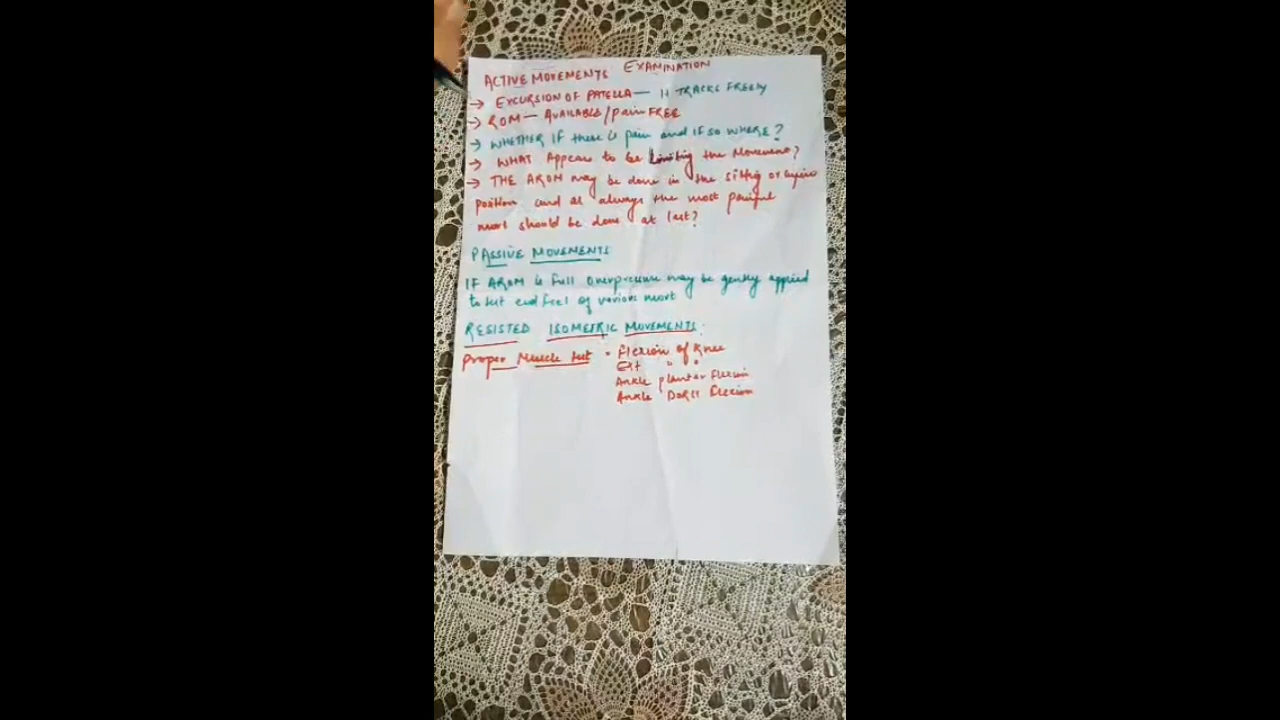 ACTIVE MOVEMENTS EXAMINATION
→ EXCURSION OF PATELLA — It TRACKS FREELY
→ ROM — AVAILABLE/pain FREE
→ WHETHER IF there is pain and if so WHERE?
→ WHAT Appears to be limiting the Movement?
→ THE AROM may be done in the sitting or supine
position and as always the most painful
movt should be done at last?
PASSIVE MOVEMENTS
IF AROM is full overpressure may be gently applied
to test end feel of various movt
RESISTED ISOMETRIC MOVEMENTS:
Proper Muscle test • Flexion of Knee
Ext " "
Ankle plantar flexion
Ankle DORSI flexion